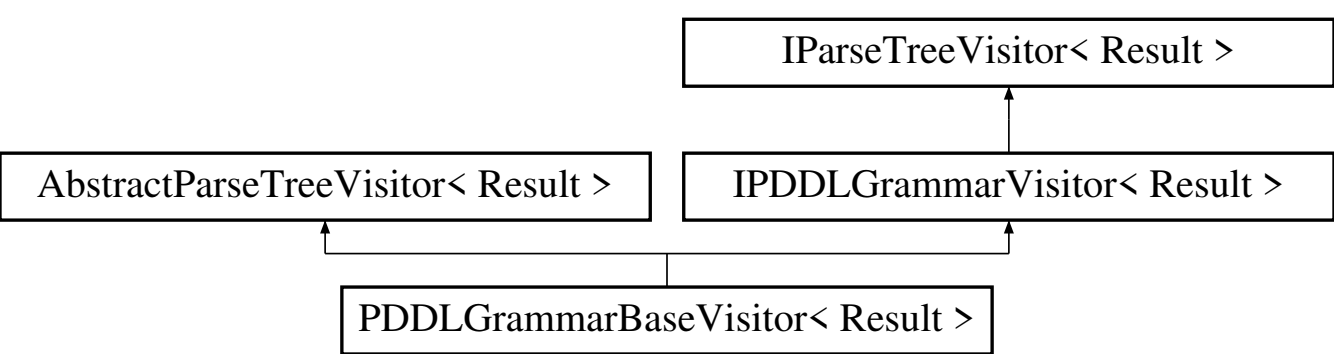 IParseTreeVisitor< Result >
AbstractParseTreeVisitor< Result >
IPDDLGrammarVisitor< Result >
PDDLGrammarBaseVisitor< Result >